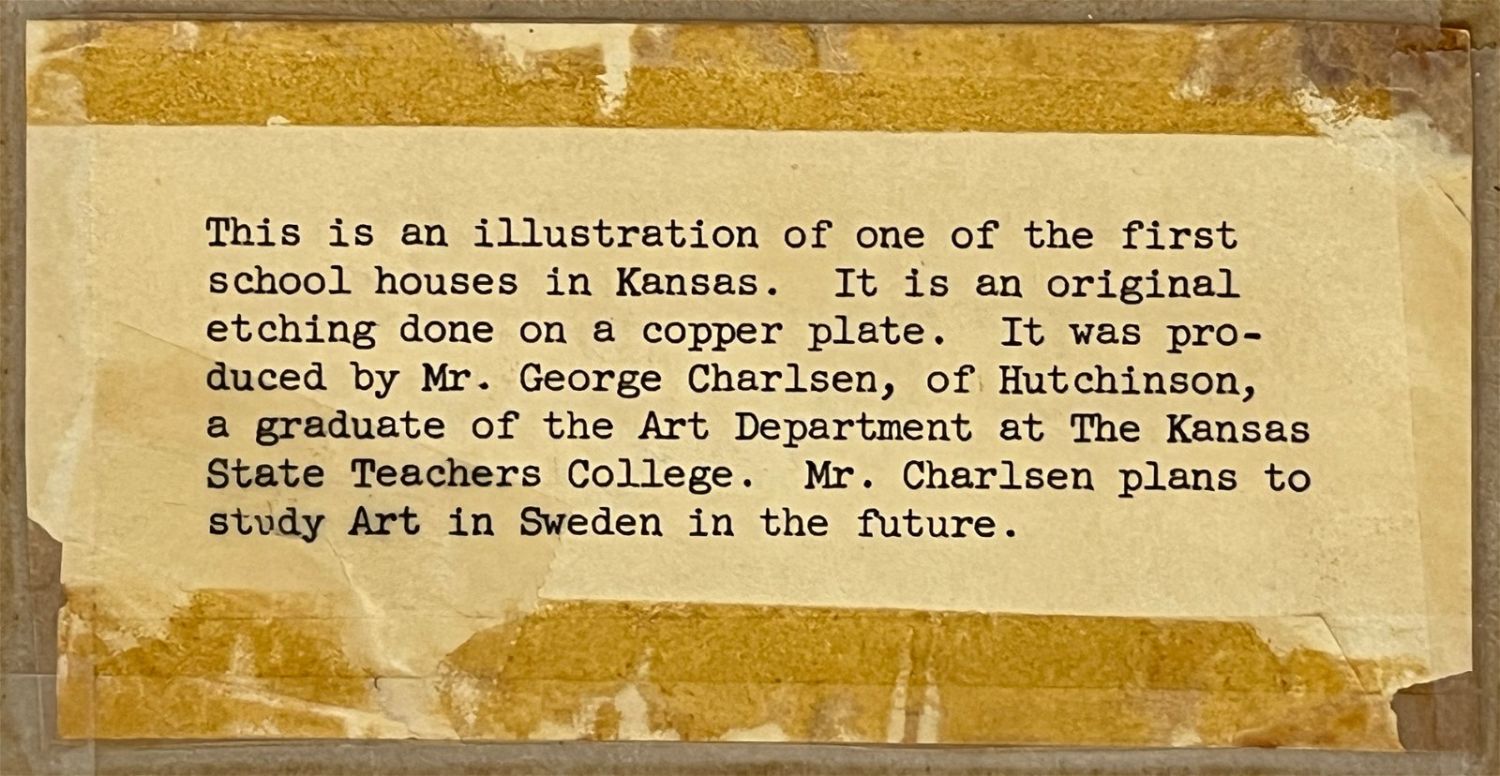 This is an illustration of one of the first
school houses in Kansas.  It is an original
etching done on a copper plate.  It was pro-
duced by Mr. George Charlsen, of Hutchinson,
a graduate of the Art Department at The Kansas
State Teachers College.  Mr. Charlsen plans to
study Art in Sweden in the future.